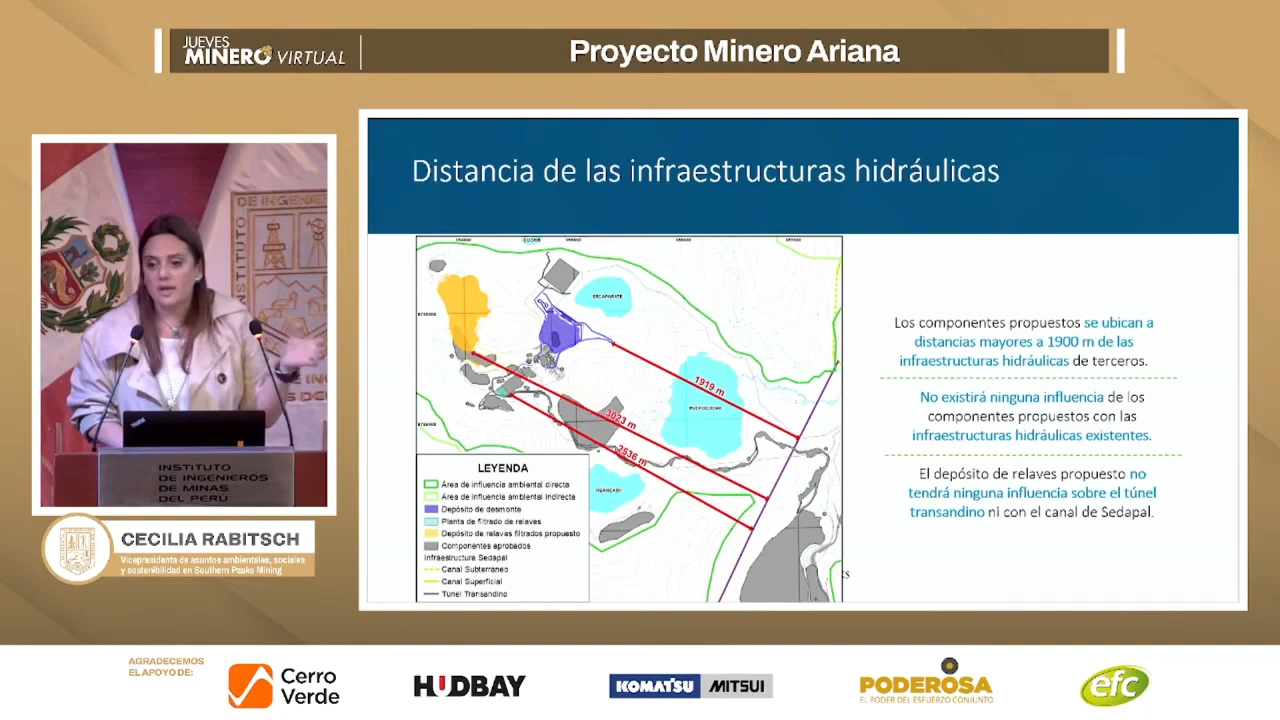 JUEVES
MINERO VIRTUAL
Proyecto Minero Ariana
Distancia de las infraestructuras hidráulicas
ESCAPARATE
1919 m
PUCROCOCHA
3023 m
2536 m
HUANCASH
LEYENDA
Área de influencia ambiental directa
Área de influencia ambiental indirecta
Depósito de desmonte
Planta de filtrado de relaves
Depósito de relaves filtrados propuesto
Componentes aprobados
Infraestructura Sedapal
Canal Subterraneo
Canal Superficial
Tunel Transandino
Los componentes propuestos se ubican a
distancias mayores a 1900 m de las
infraestructuras hidráulicas de terceros.
No existirá ninguna influencia de los
componentes propuestos con las
infraestructuras hidráulicas existentes.
El depósito de relaves propuesto no
tendrá ninguna influencia sobre el túnel
transandino ni con el canal de Sedapal.
INSTITUTO
DE INGENIEROS
DE MINAS
DEL PERÚ
CECILIA RABITSCH
Vicepresidenta de asuntos ambientales, sociales
y sostenibilidad en Southern Peaks Mining
AGRADECEMOS
EL APOYO DE:
Cerro
Verde
HUDBAY
KOMATSU MITSUI
PODEROSA
EL PODER DEL ESFUERZO CONJUNTO
efc